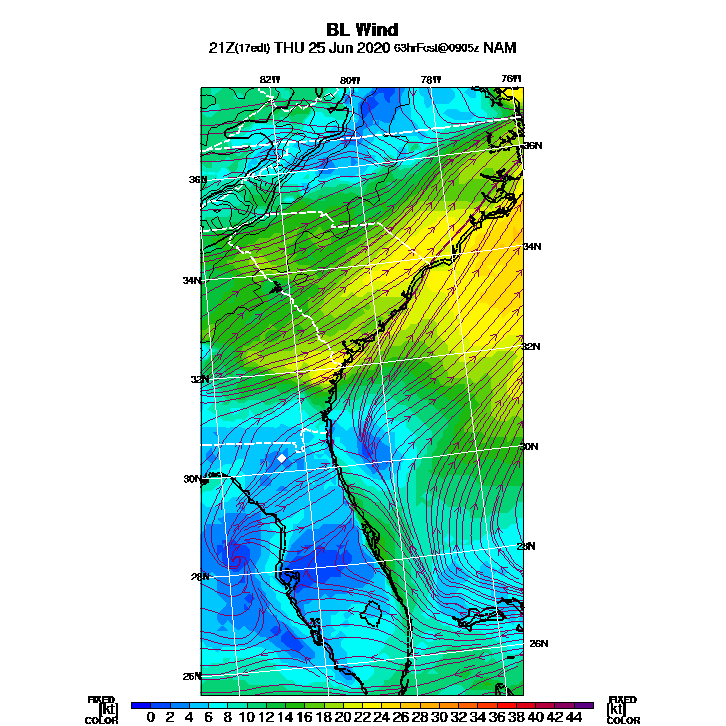 BL Wind
21Z(17edt) THU 25 Jun 2020 63hrFcst@0905z NAM
82W 80W 78W 76W
36N
36N
34N
34N
32N
32N
30N
30N
28N
28N
26N
26N
FIXED FIXED
[kt] 0 2 4 6 8 10 12 14 16 18 20 22 24 26 28 30 32 34 36 38 40 42 44 [kt]
COLOR COLOR